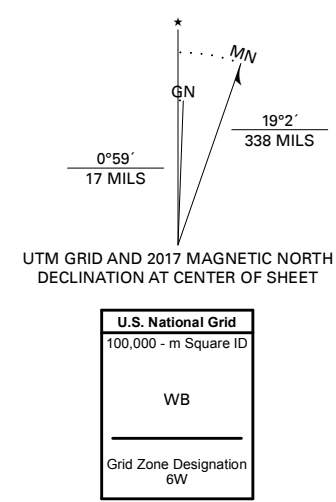 ★
MN
GN
19°2´
338 MILS
0°59´
17 MILS
UTM GRID AND 2017 MAGNETIC NORTH
DECLINATION AT CENTER OF SHEET
U.S. National Grid
100,000 - m Square ID
WB
Grid Zone Designation
6W